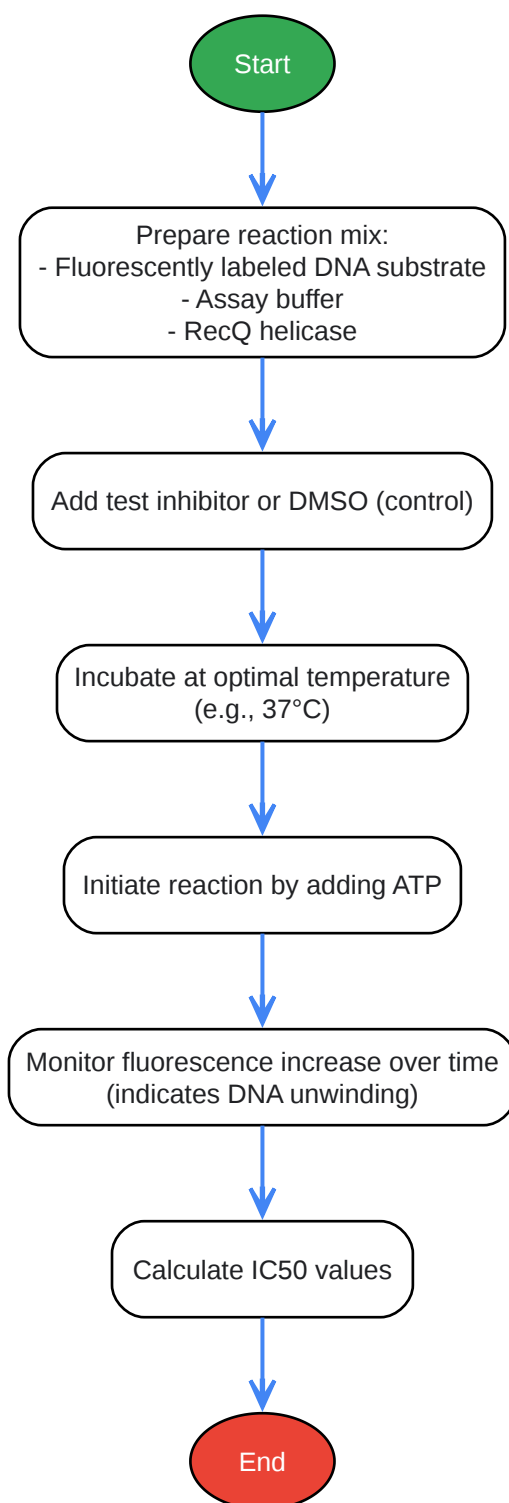 Start
Prepare reaction mix:
- Fluorescently labeled DNA substrate
- Assay buffer
- RecQ helicase
Add test inhibitor or DMSO (control)
Incubate at optimal temperature
(e.g., 37°C)
Initiate reaction by adding ATP
Monitor fluorescence increase over time
(indicates DNA unwinding)
Calculate IC50 values
End